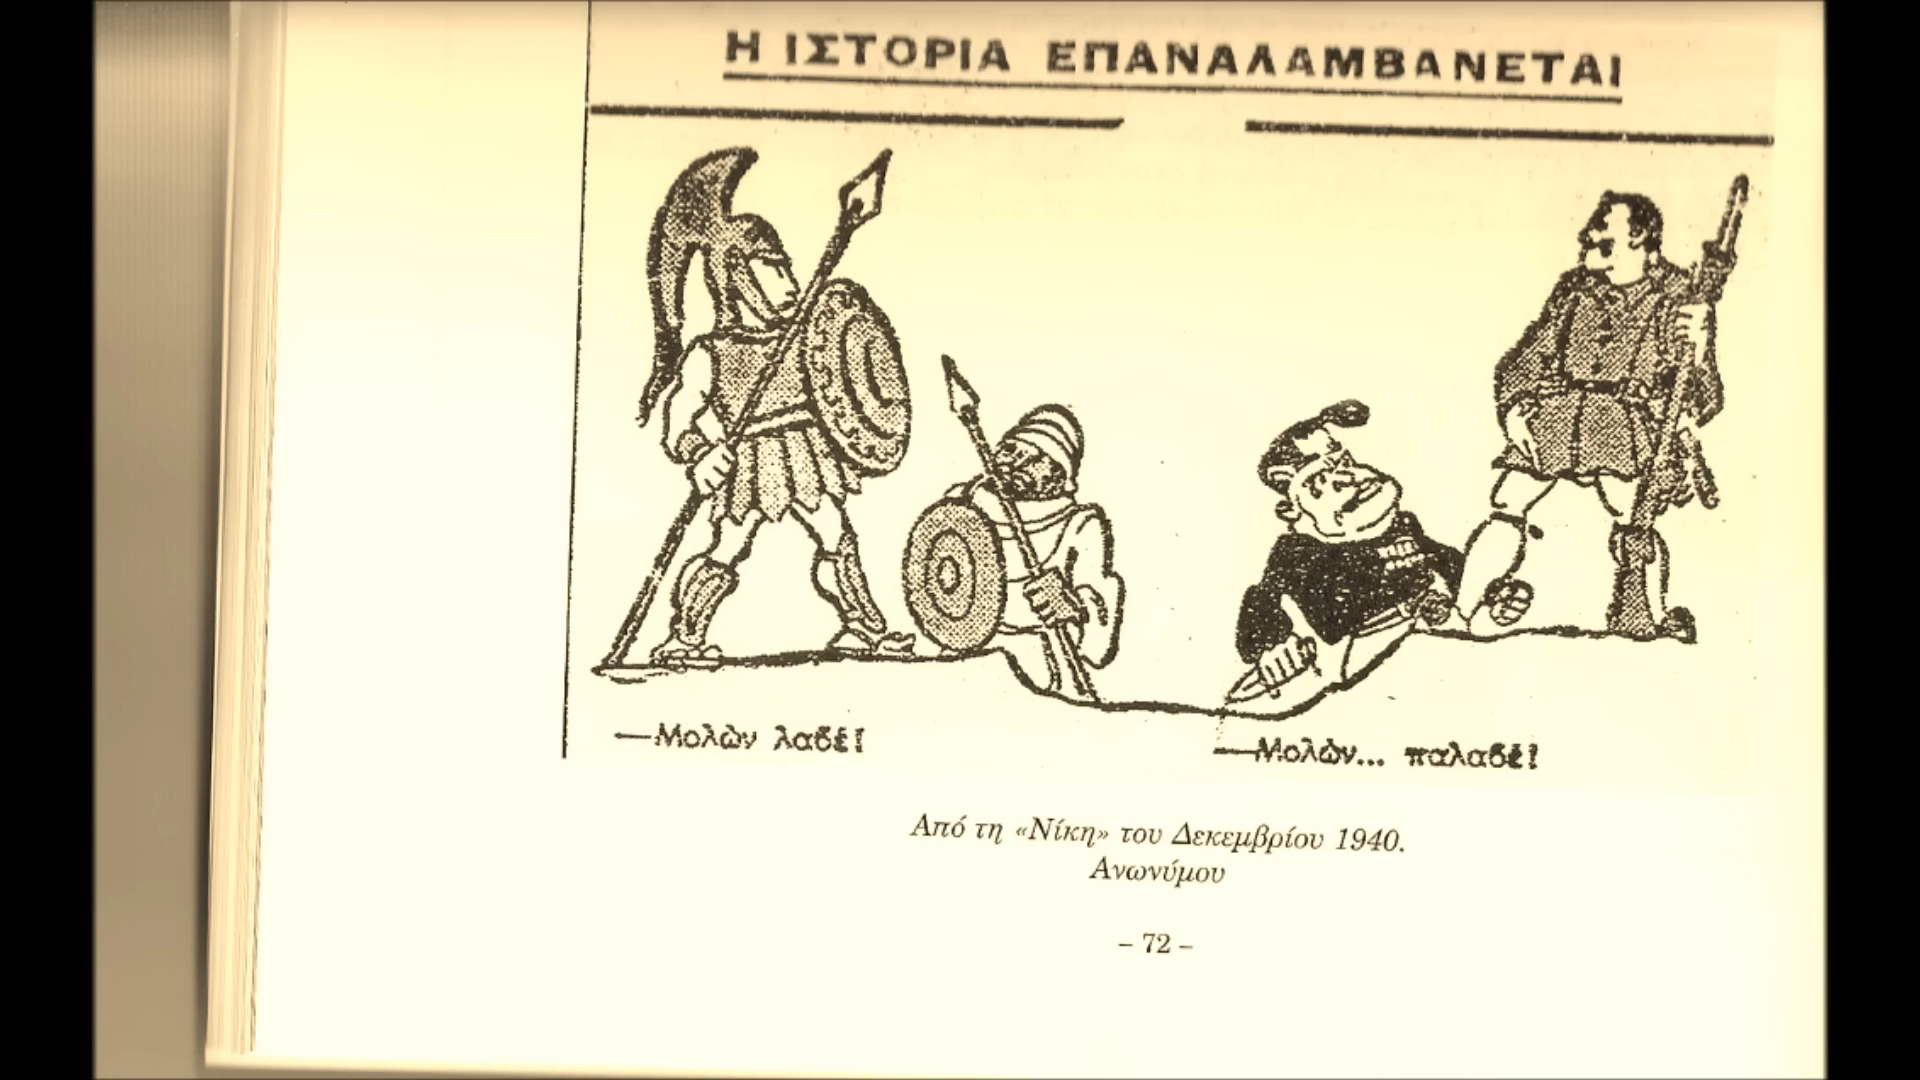 Η ΙΣΤΟΡΙΑ ΕΠΑΝΑΛΑΜΒΑΝΕΤΑΙ
—Μολὼν λαβέ!
—Μολὼν... παλαβέ!
Από τη «Νίκη» του Δεκεμβρίου 1940.
Ανωνύμου
– 72 –